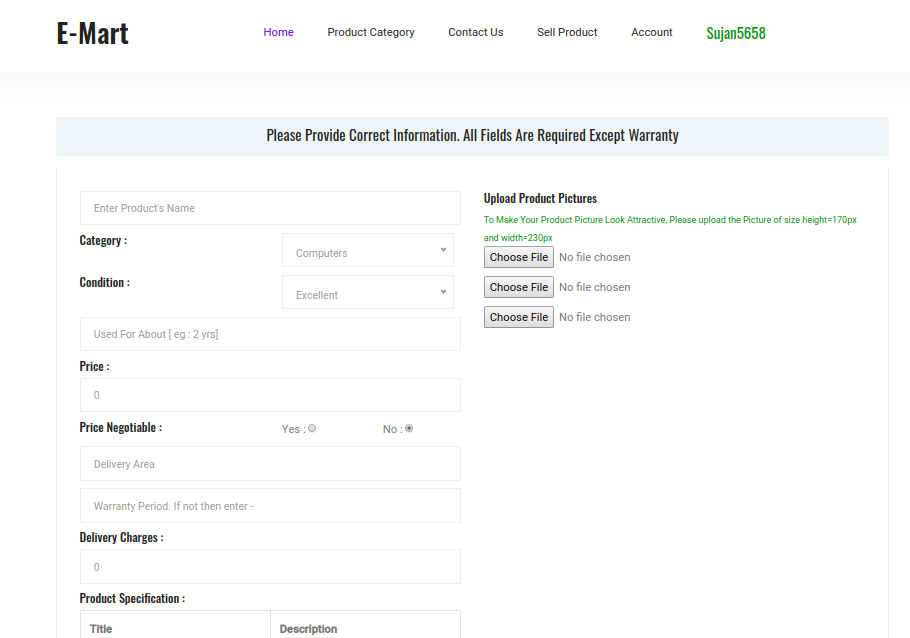 E-Mart
Home Product Category Contact Us Sell Product Account Sujan5658
Please Provide Correct Information. All Fields Are Required Except Warranty
Enter Product's Name
Category :
Computers
Condition :
Excellent
Used For About [ eg : 2 yrs]
Price :
0
Price Negotiable :
Yes :
No :
Delivery Area
Warranty Period. If not then enter -
Delivery Charges :
0
Product Specification :
Title Description
Upload Product Pictures
To Make Your Product Picture Look Attractive, Please upload the Picture of size height=170px
and width=230px
Choose File No file chosen
Choose File No file chosen
Choose File No file chosen